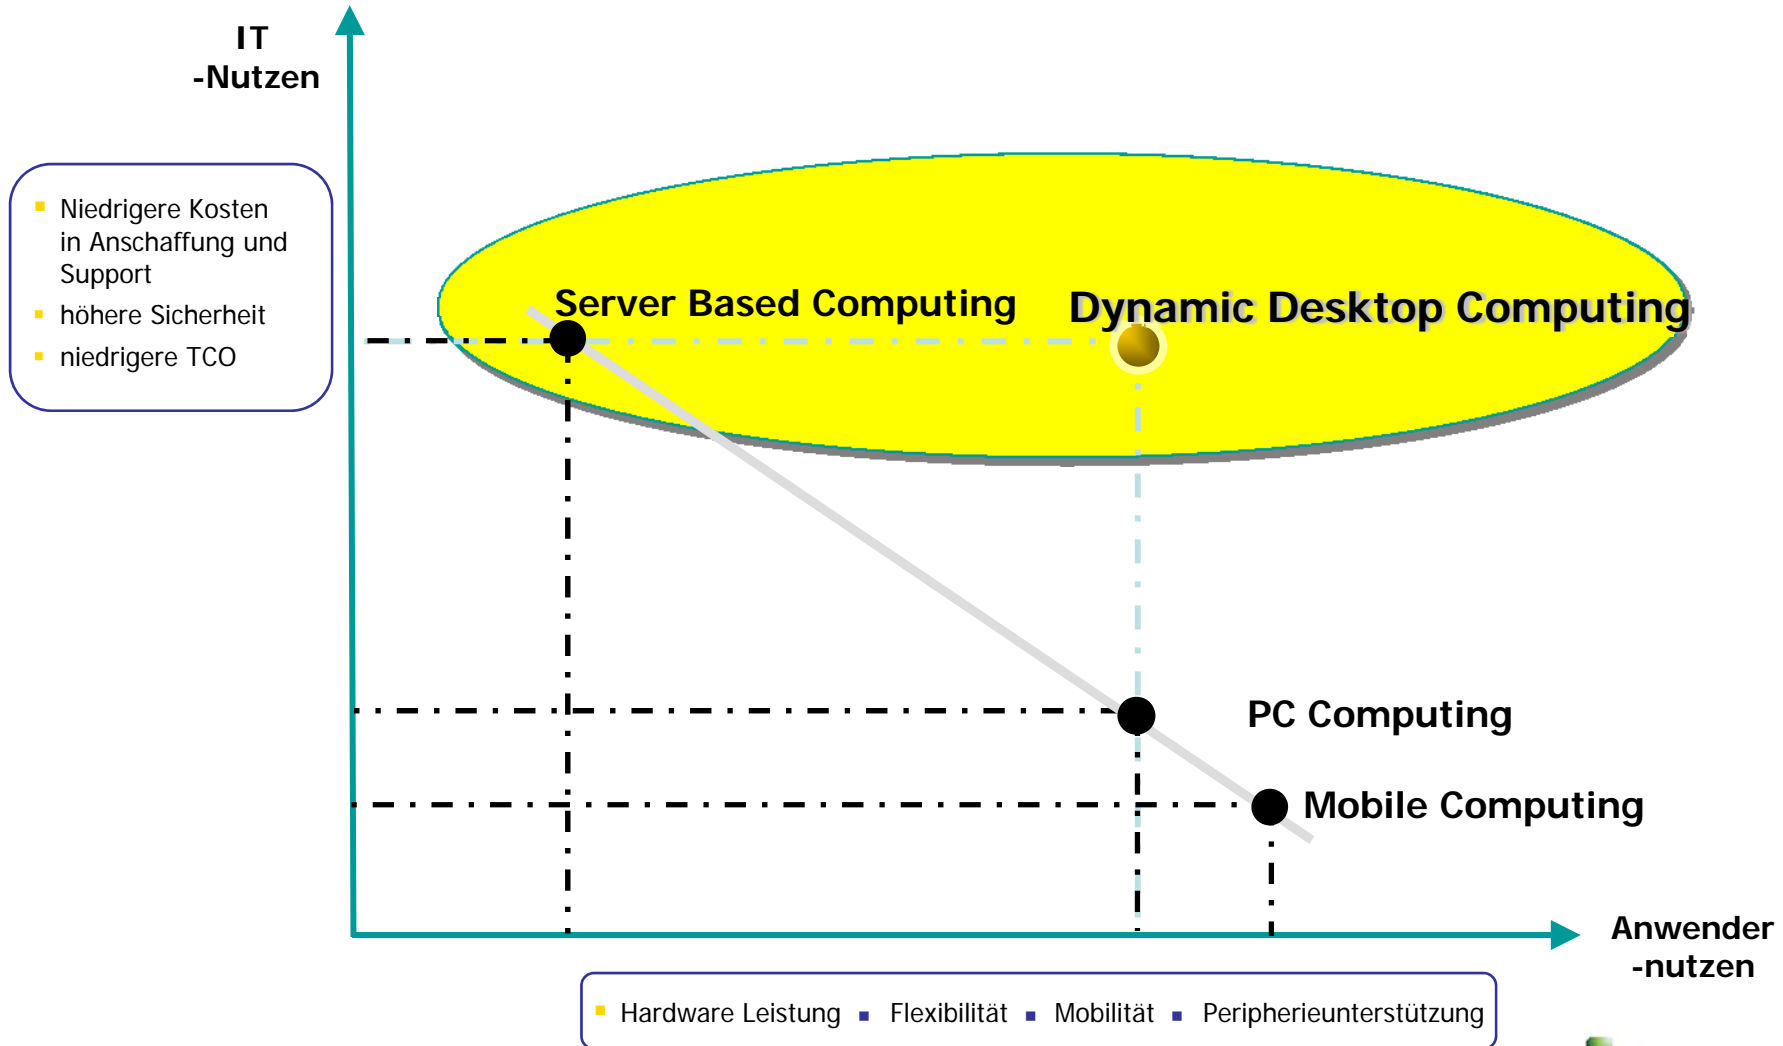 IT
-Nutzen
Niedrigere Kosten
in Anschaffung und
Support
höhere Sicherheit
niedrigere TCO
Server Based Computing
Dynamic Desktop Computing
PC Computing
Mobile Computing
Anwender
-nutzen
Hardware Leistung Flexibilität Mobilität Peripherieunterstützung